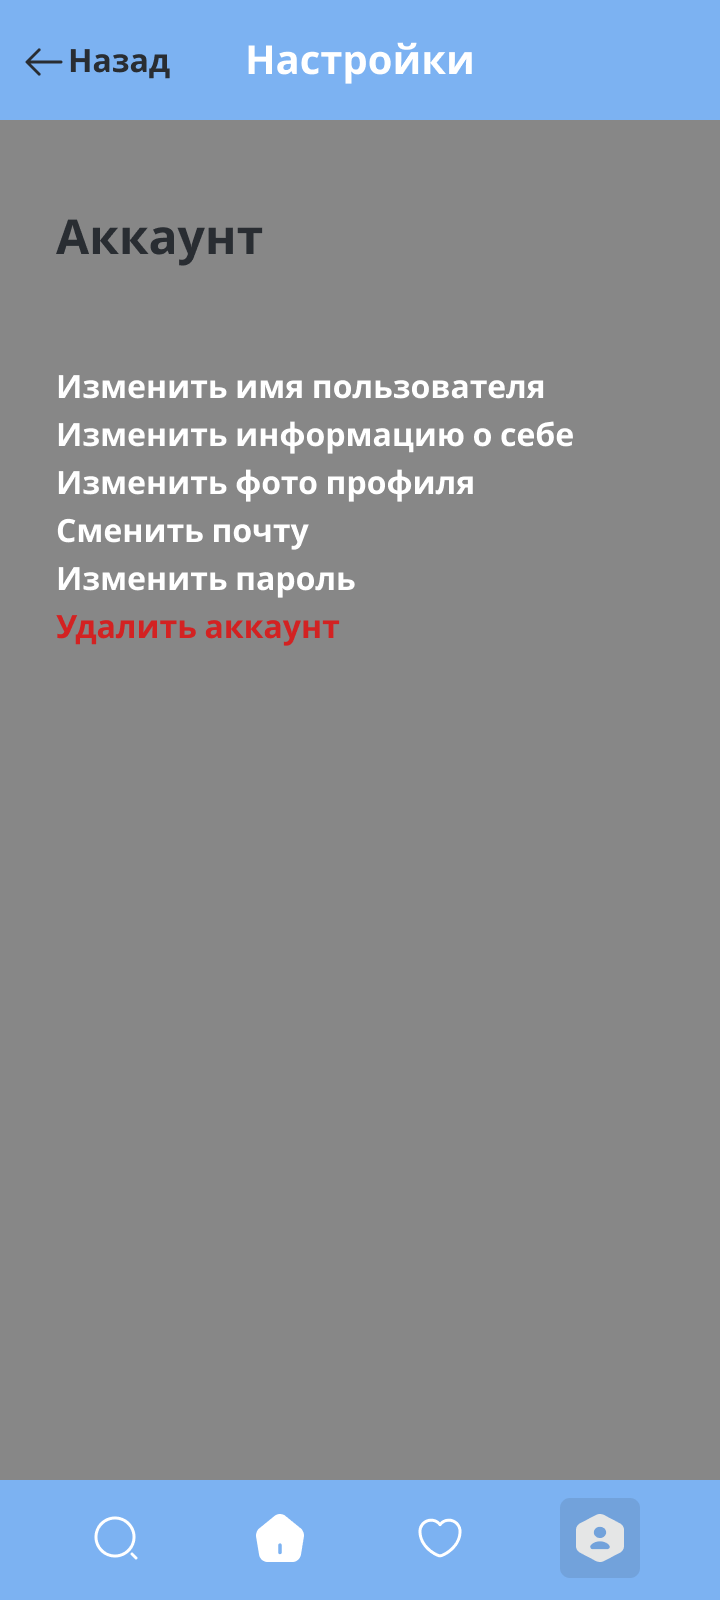 Назад Настройки
Аккаунт
Изменить имя пользователя
Изменить информацию о себе
Изменить фото профиля
Сменить почту
Изменить пароль
Удалить аккаунт